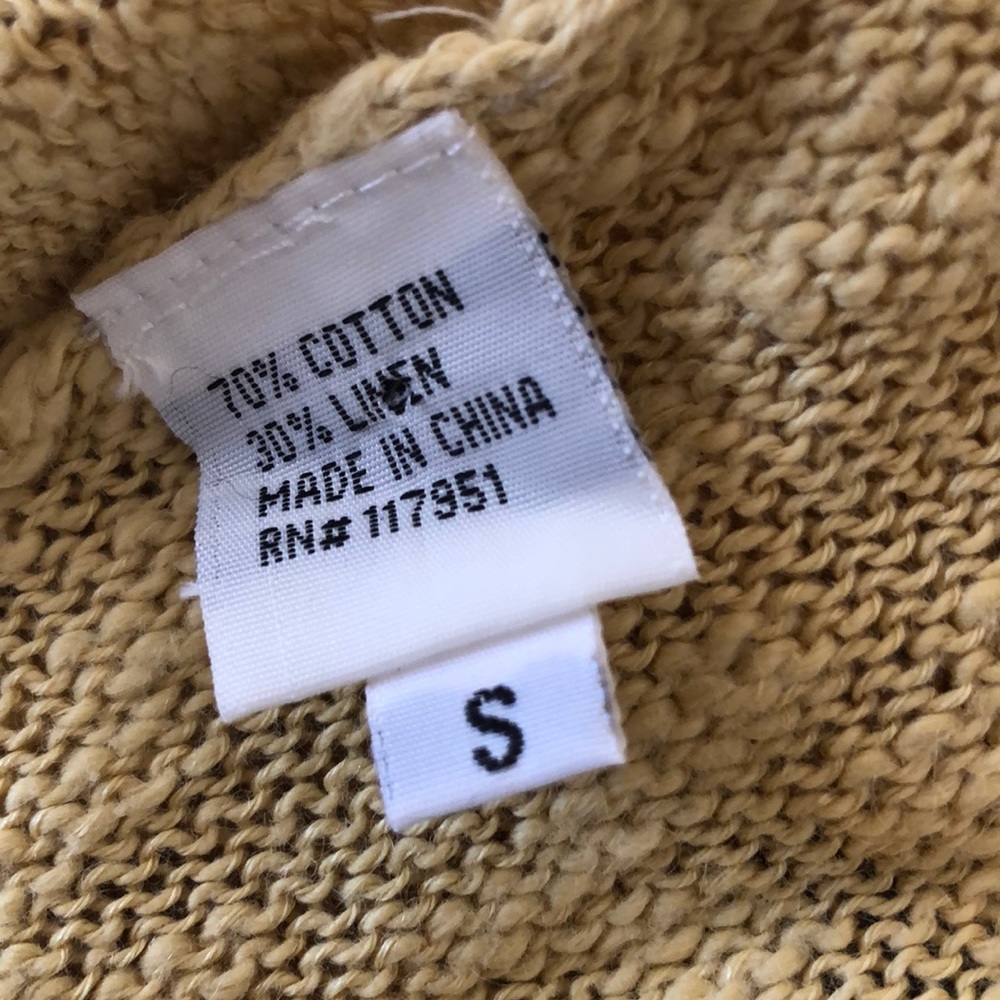 70% COTTON
30% LINEN
MADE IN CHINA
RN# 117951
S